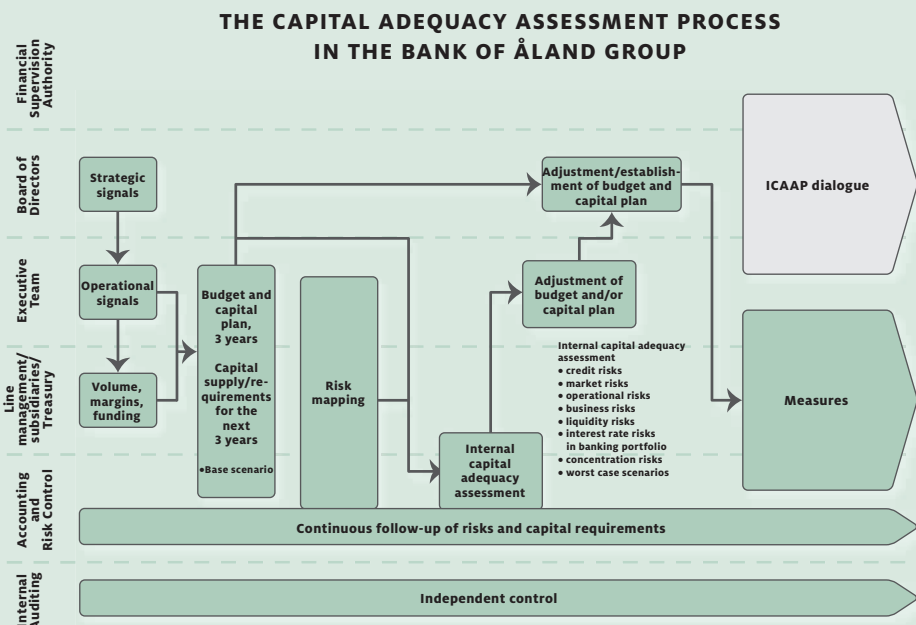 THE CAPITAL ADEQUACY ASSESSMENT PROCESS
IN THE BANK OF ÅLAND GROUP
Financial
Supervision
Authority
Board of
Directors
Executive
Team
Line
management/
subsidiaries/
Treasury
Accounting
and
Risk Control
Internal
Auditing
Strategic
signals
Operational
signals
Volume,
margins,
funding
Budget and
capital
plan,
3 years
Capital
supply/re-
quirements
for the
next
3 years
•Base scenario
Risk
mapping
Internal
capital
adequacy
assessment
Adjustment of
budget and/or
capital plan
Adjustment/establish-
ment of budget and
capital plan
Internal capital adequacy
assessment
• credit risks
• market risks
• operational risks
• business risks
• liquidity risks
• interest rate risks
in banking portfolio
• concentration risks
• worst case scenarios
ICAAP dialogue
Measures
Continuous follow-up of risks and capital requirements
Independent control